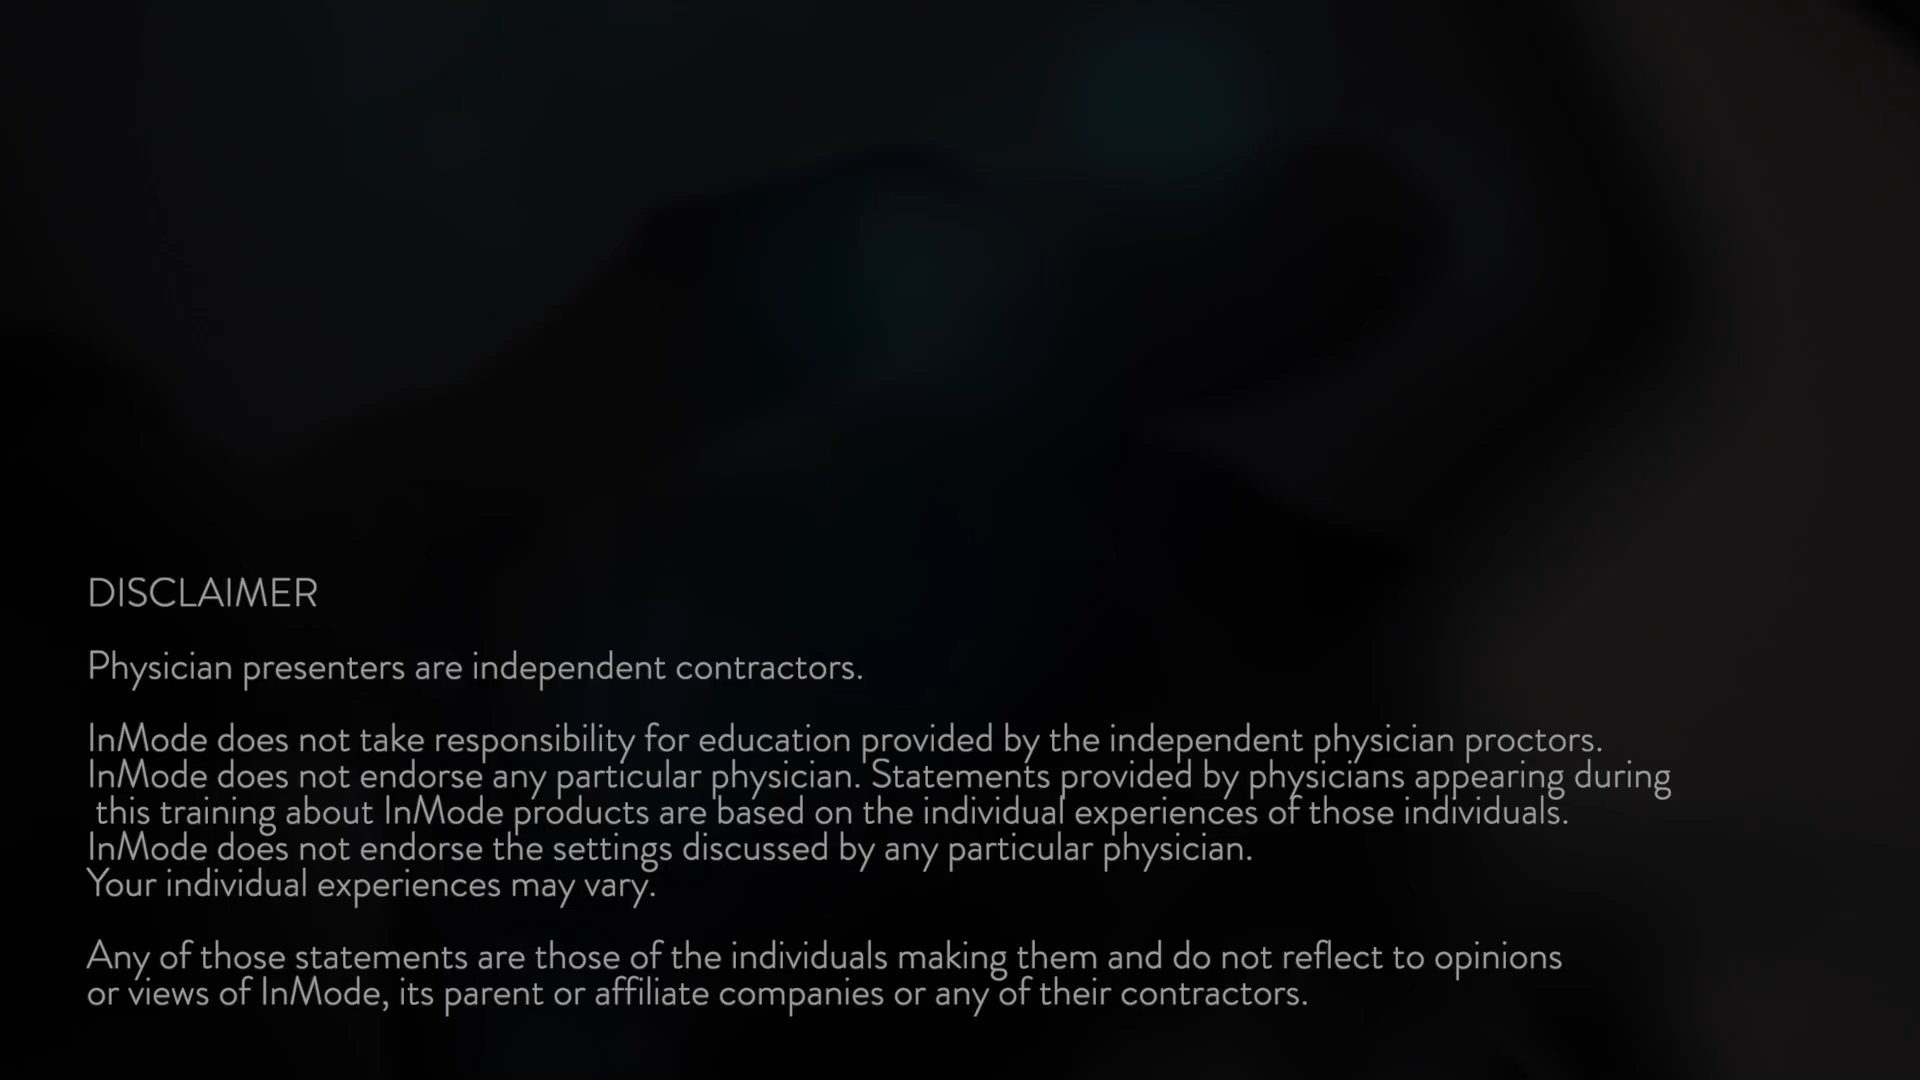 DISCLAIMER
Physician presenters are independent contractors.
InMode does not take responsibility for education provided by the independent physician proctors.
InMode does not endorse any particular physician. Statements provided by physicians appearing during
this training about InMode products are based on the individual experiences of those individuals.
InMode does not endorse the settings discussed by any particular physician.
Your individual experiences may vary.
Any of those statements are those of the individuals making them and do not reflect to opinions
or views of InMode, its parent or affiliate companies or any of their contractors.